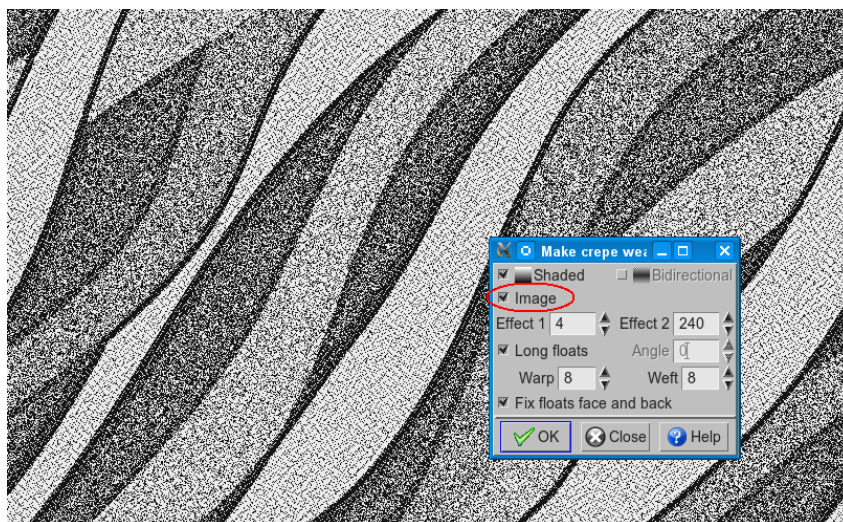 Make crepe wea
Shaded Bidirectional
Image
Effect 1 4 Effect 2 240
Long floats Angle 0
Warp 8 Weft 8
Fix floats face and back
OK Close Help